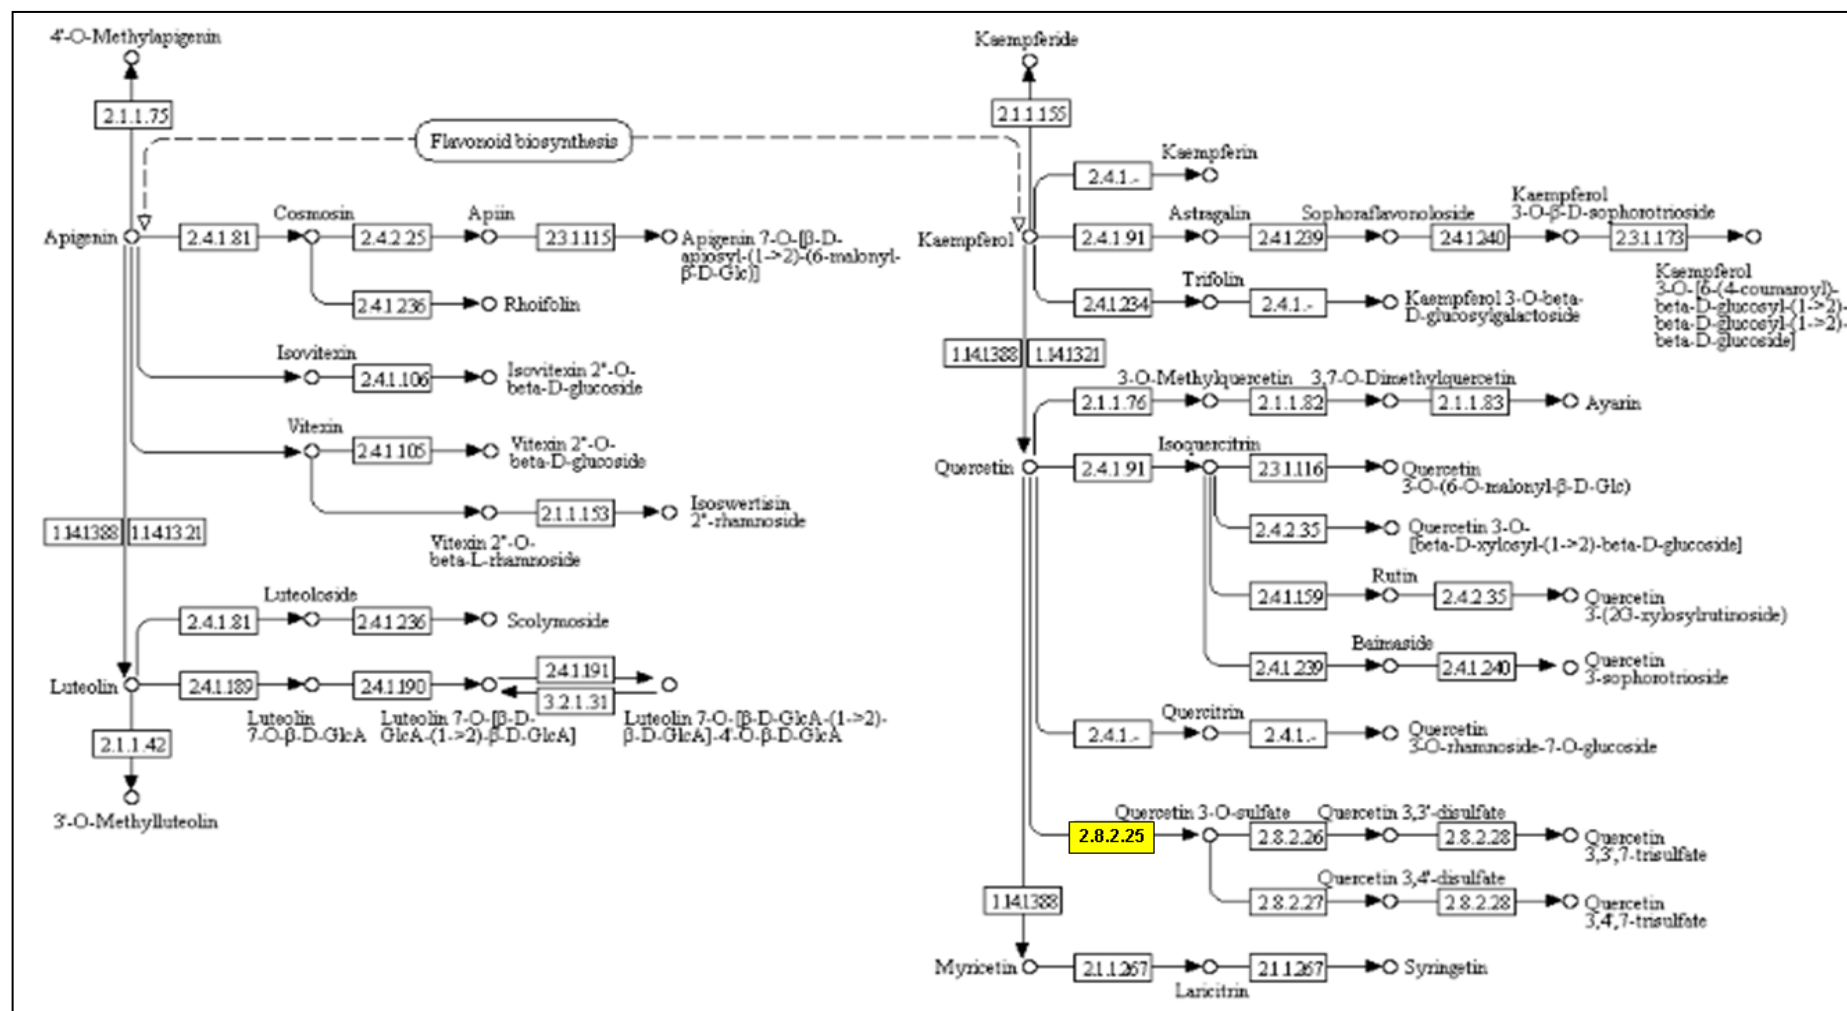 4'-O-Methylapigenin
2.1.1.75
Flavonoid biosynthesis
Apigenin
2.4.1.81
Cosmosin
2.4.2.25
Apiin
2.3.1.115
Apigenin 7-O-[β-D-
apiosyl-(1->2)-(6-malonyl-
β-D-Glc)]
2.4.1.236
Rhoifolin
Isovitexin
2.4.1.106
Isovitexin 2"-O-
beta-D-glucoside
Vitexin
2.4.1.105
Vitexin 2"-O-
beta-D-glucoside
Vitexin 2"-O-
beta-L-rhamnoside
2.1.1.153
Isoswertisin
2"-rhamnoside
1.14.13.88
1.14.13.21
Luteoloside
2.4.1.81
2.4.1.236
Scolymoside
Luteolin
2.4.1.189
Luteolin
7-O-β-D-GlcA
2.4.1.190
Luteolin 7-O-[β-D-
GlcA-(1->2)-β-D-GlcA]
2.4.1.191
3.2.1.31
Luteolin 7-O-[β-D-GlcA-(1->2)-
β-D-GlcA]-4'-O-β-D-GlcA
2.1.1.42
3'-O-Methylluteolin
Kaempferide
2.1.1.155
Kaempferin
2.4.1.-
Kaempferol
2.4.1.91
Astragalin
2.4.1.239
Sophoraflavonoloside
2.4.1.240
Kaempferol
3-O-β-D-sophorotrioside
2.3.1.173
Kaempferol
3-O-[6-(4-coumaroyl)-
beta-D-glucosyl-(1->2)-
beta-D-glucosyl-(1->2)-
beta-D-glucoside]
2.4.1.234
Trifolin
2.4.1.-
Kaempferol 3-O-beta-
D-glucosylgalactoside
1.14.13.88
1.14.13.21
2.1.1.76
3-O-Methylquercetin
2.1.1.82
3,7-O-Dimethylquercetin
2.1.1.83
Ayarin
Quercetin
2.4.1.91
Isoquercitrin
2.3.1.116
Quercetin
3-O-(6-O-malonyl-β-D-Glc)
2.4.2.35
Quercetin 3-O-
[beta-D-xylosyl-(1->2)-beta-D-glucoside]
2.4.1.159
Rutin
2.4.2.35
Quercetin
3-(2G-xylosylrutinoside)
2.4.1.239
Baimaside
2.4.1.240
Quercetin
3-sophorotrioside
2.4.1.-
Quercitrin
2.4.1.-
Quercetin
3-O-rhamnoside-7-O-glucoside
2.8.2.25
Quercetin 3-O-sulfate
2.8.2.26
Quercetin 3,3'-disulfate
2.8.2.28
Quercetin
3,3',7-trisulfate
2.8.2.27
Quercetin 3,4'-disulfate
2.8.2.28
Quercetin
3,4',7-trisulfate
1.14.13.88
Myricetin
2.1.1.267
Laricitrin
2.1.1.267
Syringetin